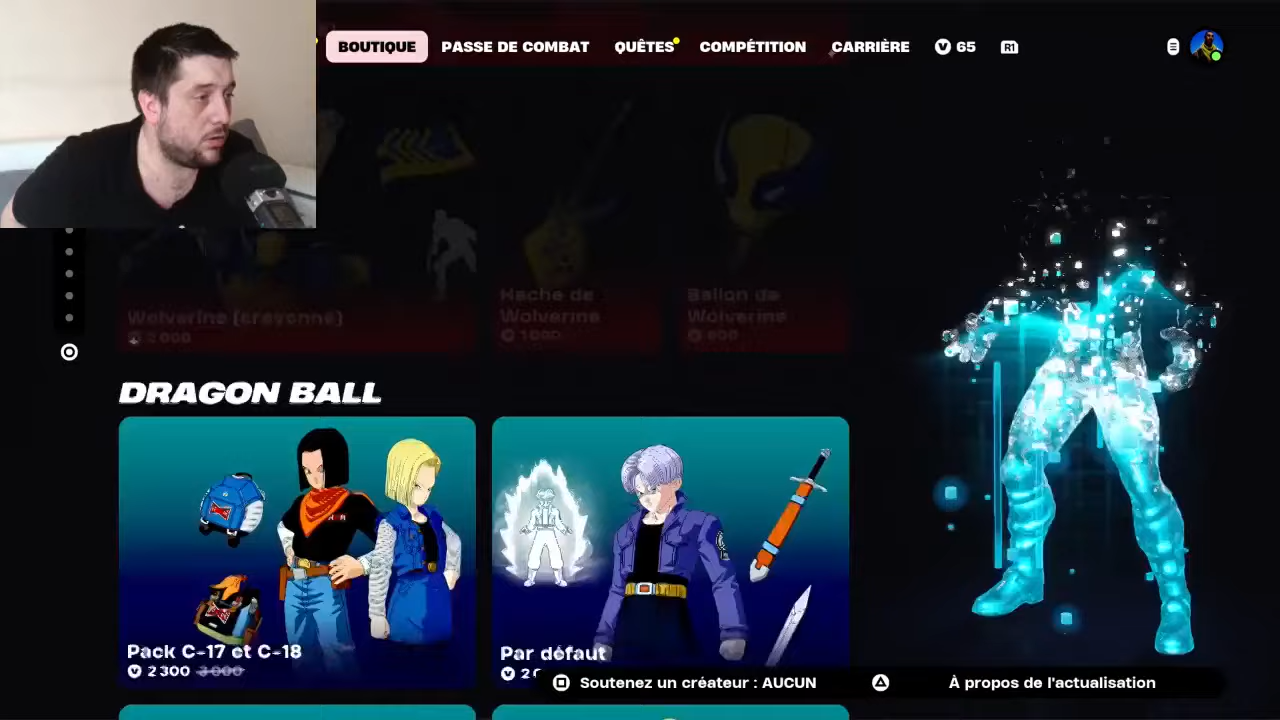 BOUTIQUE
PASSE DE COMBAT
QUÊTES
COMPÉTITION
CARRIÈRE
65
R1
Wolverine (crayonné)
2 000
Hache de
Wolverine
1 000
Ballon de
Wolverine
800
DRAGON BALL
Pack C-17 et C-18
2 300 3 000
Par défaut
Soutenez un créateur : AUCUN
À propos de l'actualisation